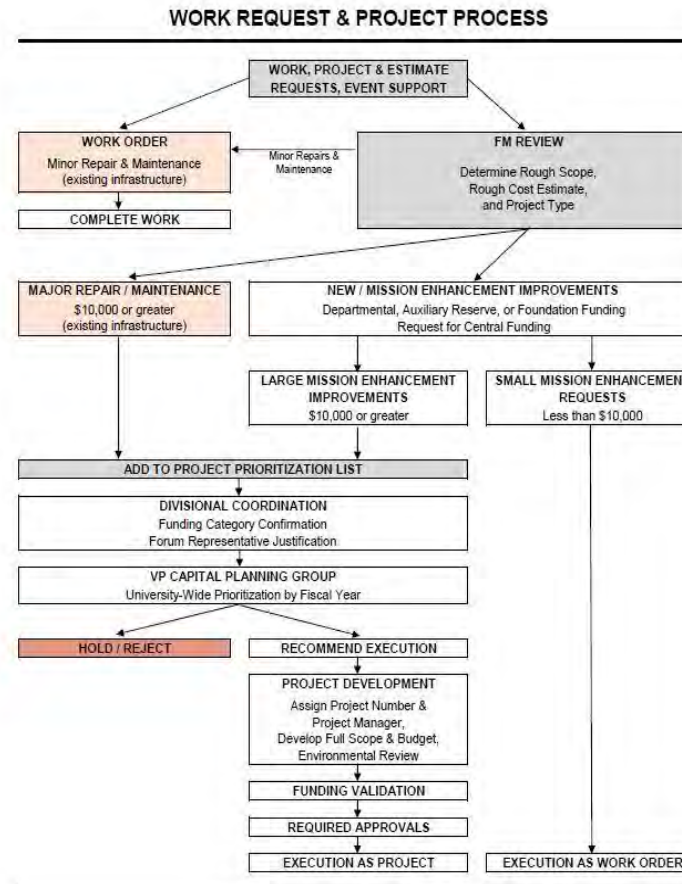 WORK REQUEST & PROJECT PROCESS
WORK, PROJECT & ESTIMATE
REQUESTS, EVENT SUPPORT
WORK ORDER
Minor Repair & Maintenance
(existing infrastructure)
Minor Repairs &
Maintenance
FM REVIEW
Determine Rough Scope,
Rough Cost Estimate,
and Project Type
COMPLETE WORK
MAJOR REPAIR / MAINTENANCE
$10,000 or greater
(existing infrastructure)
NEW / MISSION ENHANCEMENT IMPROVEMENTS
Departmental, Auxiliary Reserve, or Foundation Funding
Request for Central Funding
LARGE MISSION ENHANCEMENT
IMPROVEMENTS
$10,000 or greater
SMALL MISSION ENHANCEMEN
REQUESTS
Less than $10,000
ADD TO PROJECT PRIORITIZATION LIST
DIVISIONAL COORDINATION
Funding Category Confirmation
Forum Representative Justification
VP CAPITAL PLANNING GROUP
University-Wide Prioritization by Fiscal Year
HOLD / REJECT
RECOMMEND EXECUTION
PROJECT DEVELOPMENT
Assign Project Number &
Project Manager,
Develop Full Scope & Budget,
Environmental Review
FUNDING VALIDATION
REQUIRED APPROVALS
EXECUTION AS PROJECT
EXECUTION AS WORK ORDER